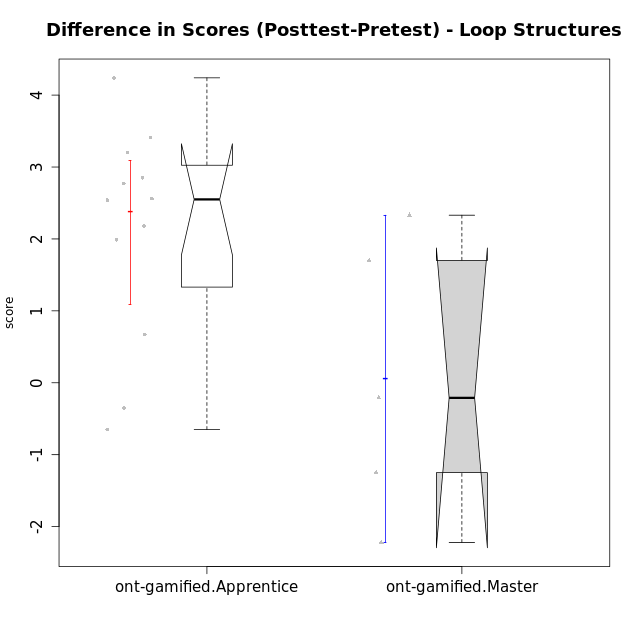 Difference in Scores (Posttest-Pretest) - Loop Structures
4
3
2
1
0
-1
-2
score
ont-gamified.Apprentice
ont-gamified.Master